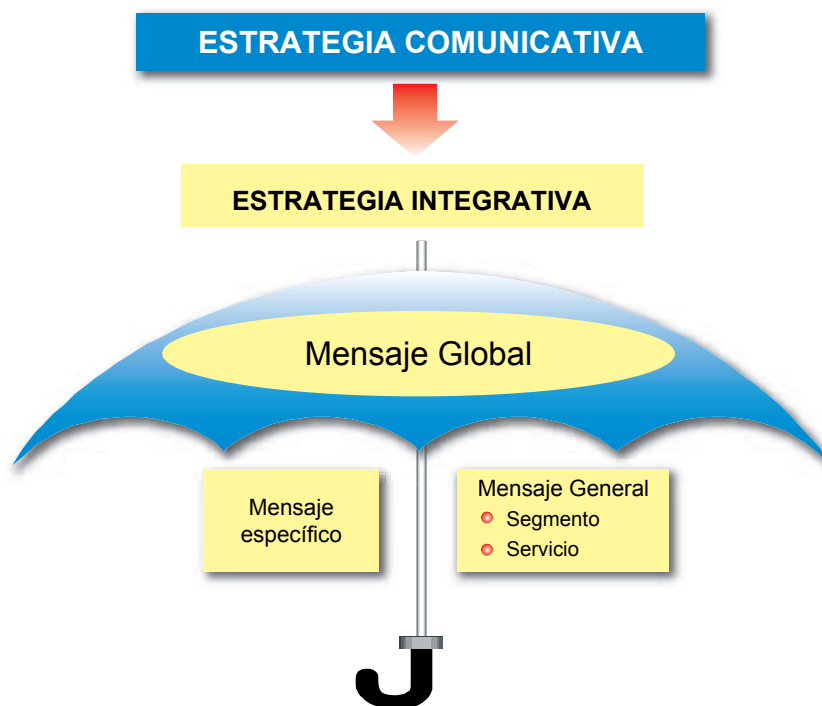 ESTRATEGIA COMUNICATIVA
ESTRATEGIA INTEGRATIVA
Mensaje Global
Mensaje
específico
Mensaje General
Segmento
Servicio